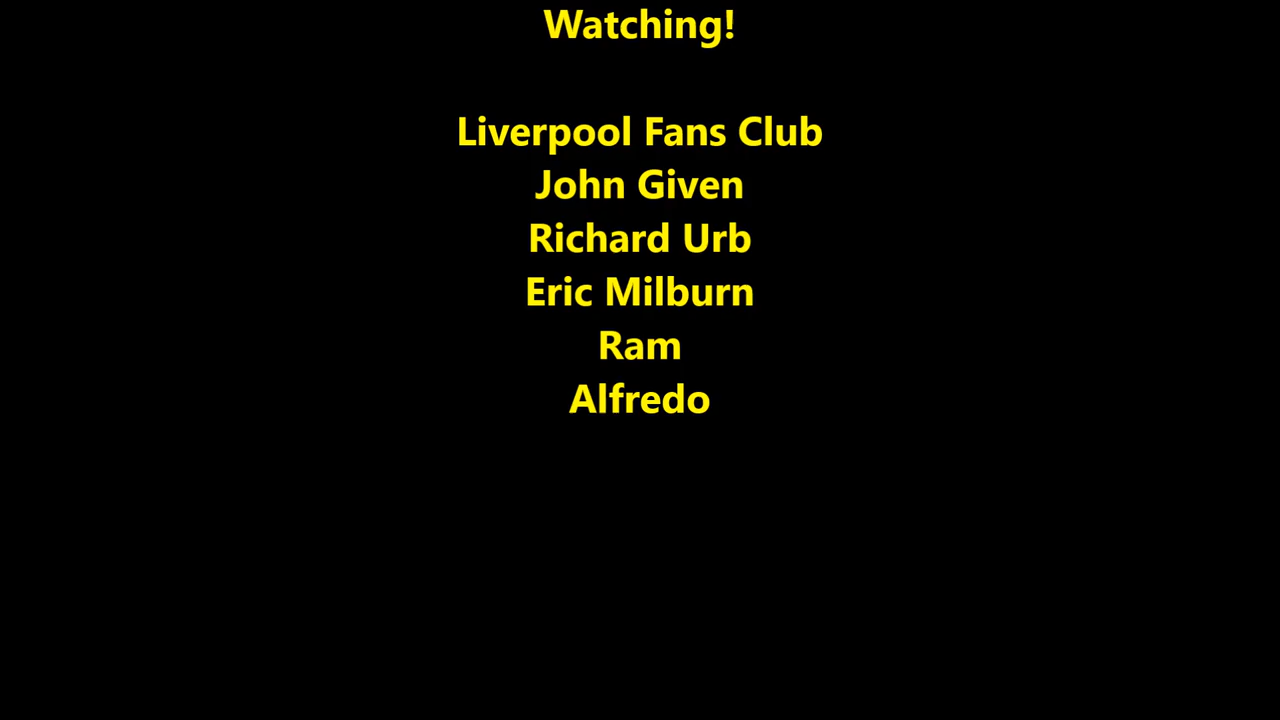 Watching!
Liverpool Fans Club
John Given
Richard Urb
Eric Milburn
Ram
Alfredo